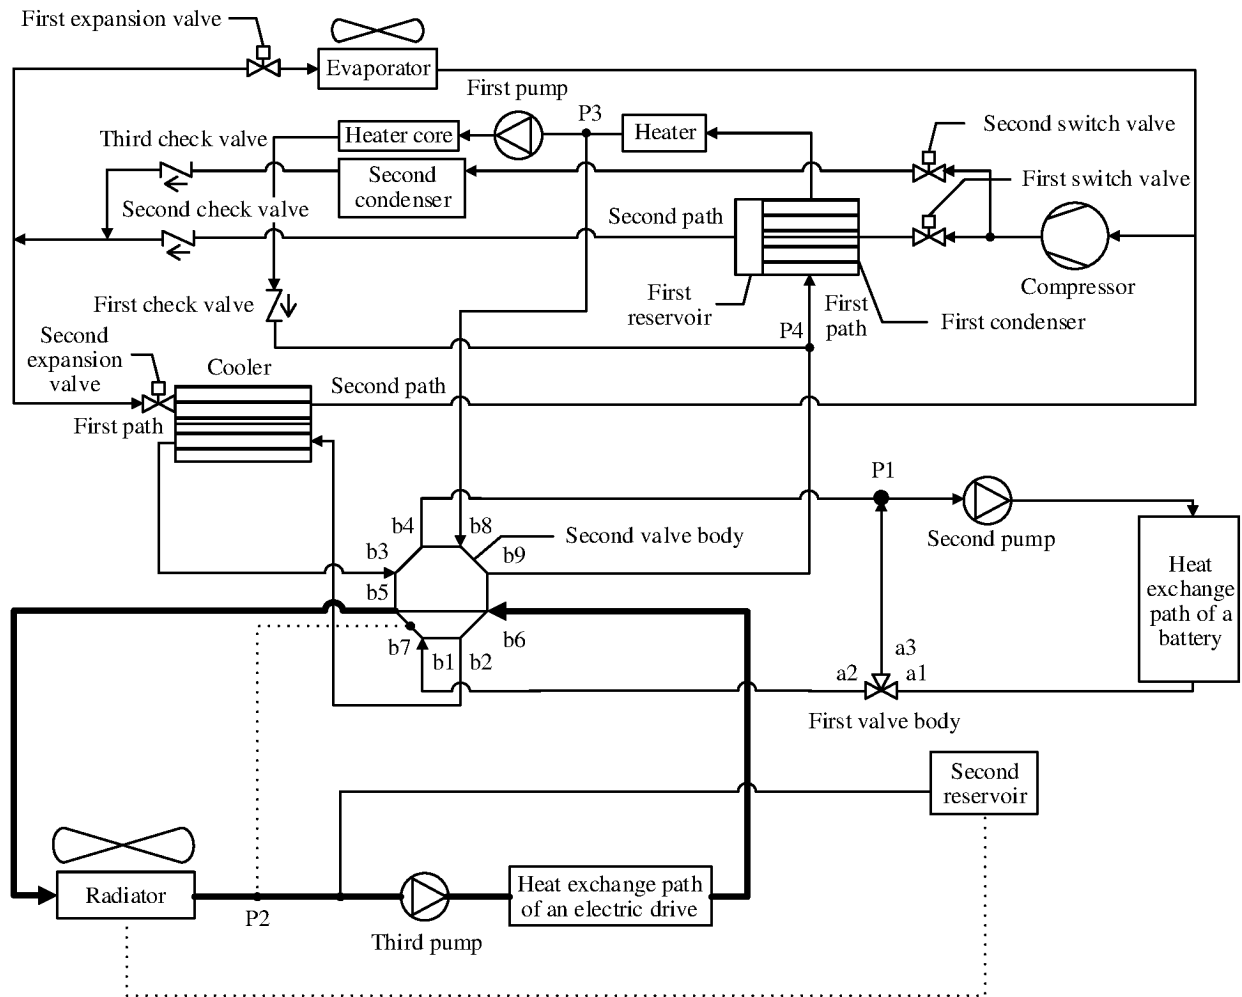 First expansion valve
Evaporator
First pump
P3
Third check valve
Heater core
Heater
Second switch valve
Second
condenser
First switch valve
Second check valve
Second path
Compressor
First check valve
First
reservoir
First
path
First condenser
P4
Second
expansion
valve
Cooler
Second path
First path
P1
b4
b8
Second valve body
Second pump
b3
b9
Heat
exchange
path of a
battery
b5
b6
b7
b1
b2
a3
a2
a1
First valve body
Second
reservoir
Radiator
P2
Third pump
Heat exchange path
of an electric drive